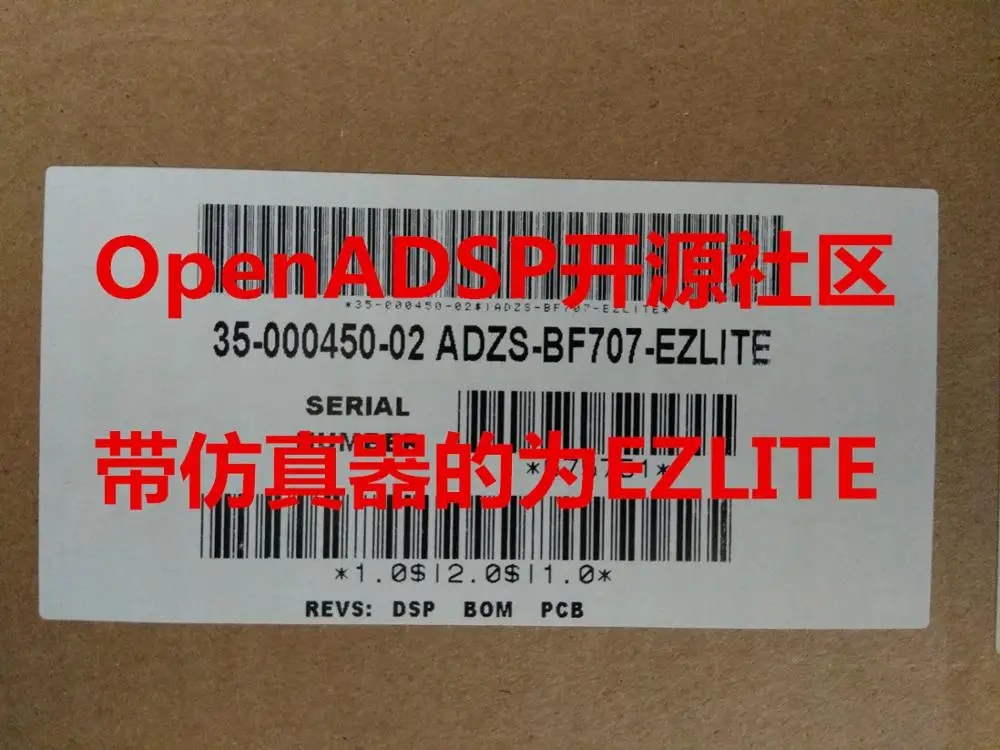 OpenADSP开源社区
*35-000450-02$|ADZS-BF707-EZLITE*
35-000450-02 ADZS-BF707-EZLITE
SERIAL
NUMBER
带仿真器的为EZLITE
*1.0$|2.0$|1.0*
REVS: DSP BOM PCB